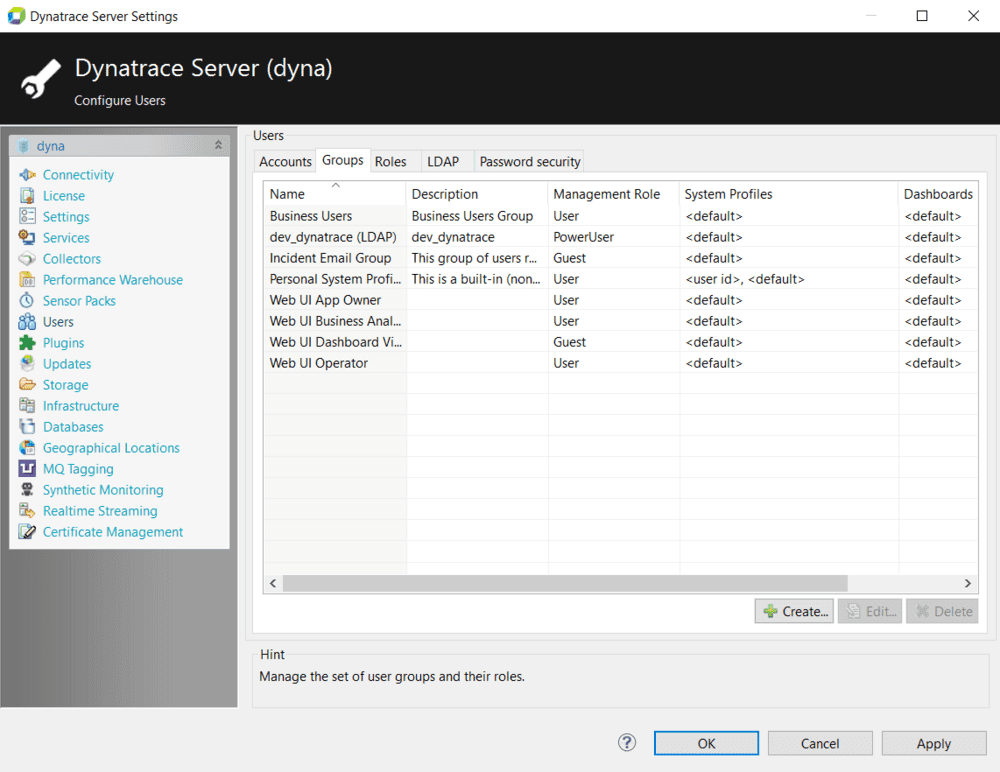 Dynatrace Server Settings
Dynatrace Server (dyna)
Configure Users
dyna
Connectivity
License
Settings
Services
Collectors
Performance Warehouse
Sensor Packs
Users
Plugins
Updates
Storage
Infrastructure
Databases
Geographical Locations
MQ Tagging
Synthetic Monitoring
Realtime Streaming
Certificate Management
Users
Accounts Groups Roles LDAP Password security
Name Description Management Role System Profiles Dashboards
Business Users Business Users Group User <default> <default>
dev_dynatrace (LDAP) dev_dynatrace PowerUser <default> <default>
Incident Email Group This group of users r... Guest <default> <default>
Personal System Profi... This is a built-in (non... User <user id>, <default> <default>
Web UI App Owner User <default> <default>
Web UI Business Anal... User <default> <default>
Web UI Dashboard Vi... Guest <default> <default>
Web UI Operator User <default> <default>
Create... Edit... Delete
Hint
Manage the set of user groups and their roles.
? OK Cancel Apply